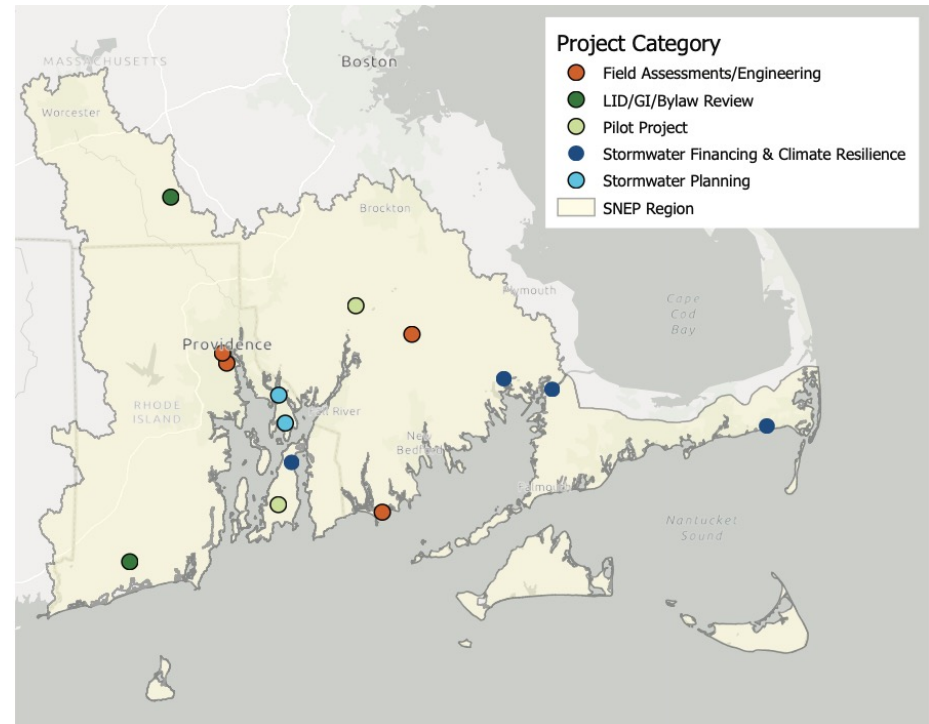 Project Category
Field Assessments/Engineering
LID/GI/Bylaw Review
Pilot Project
Stormwater Financing & Climate Resilience
Stormwater Planning
SNEP Region
MASSACHUSETTS
Boston
Worcester
Brockton
Plymouth
Cape
Cod
Bay
Providence
RHODE
ISLAND
Fall River
New
Bedford
Falmouth
Nantucket
Sound